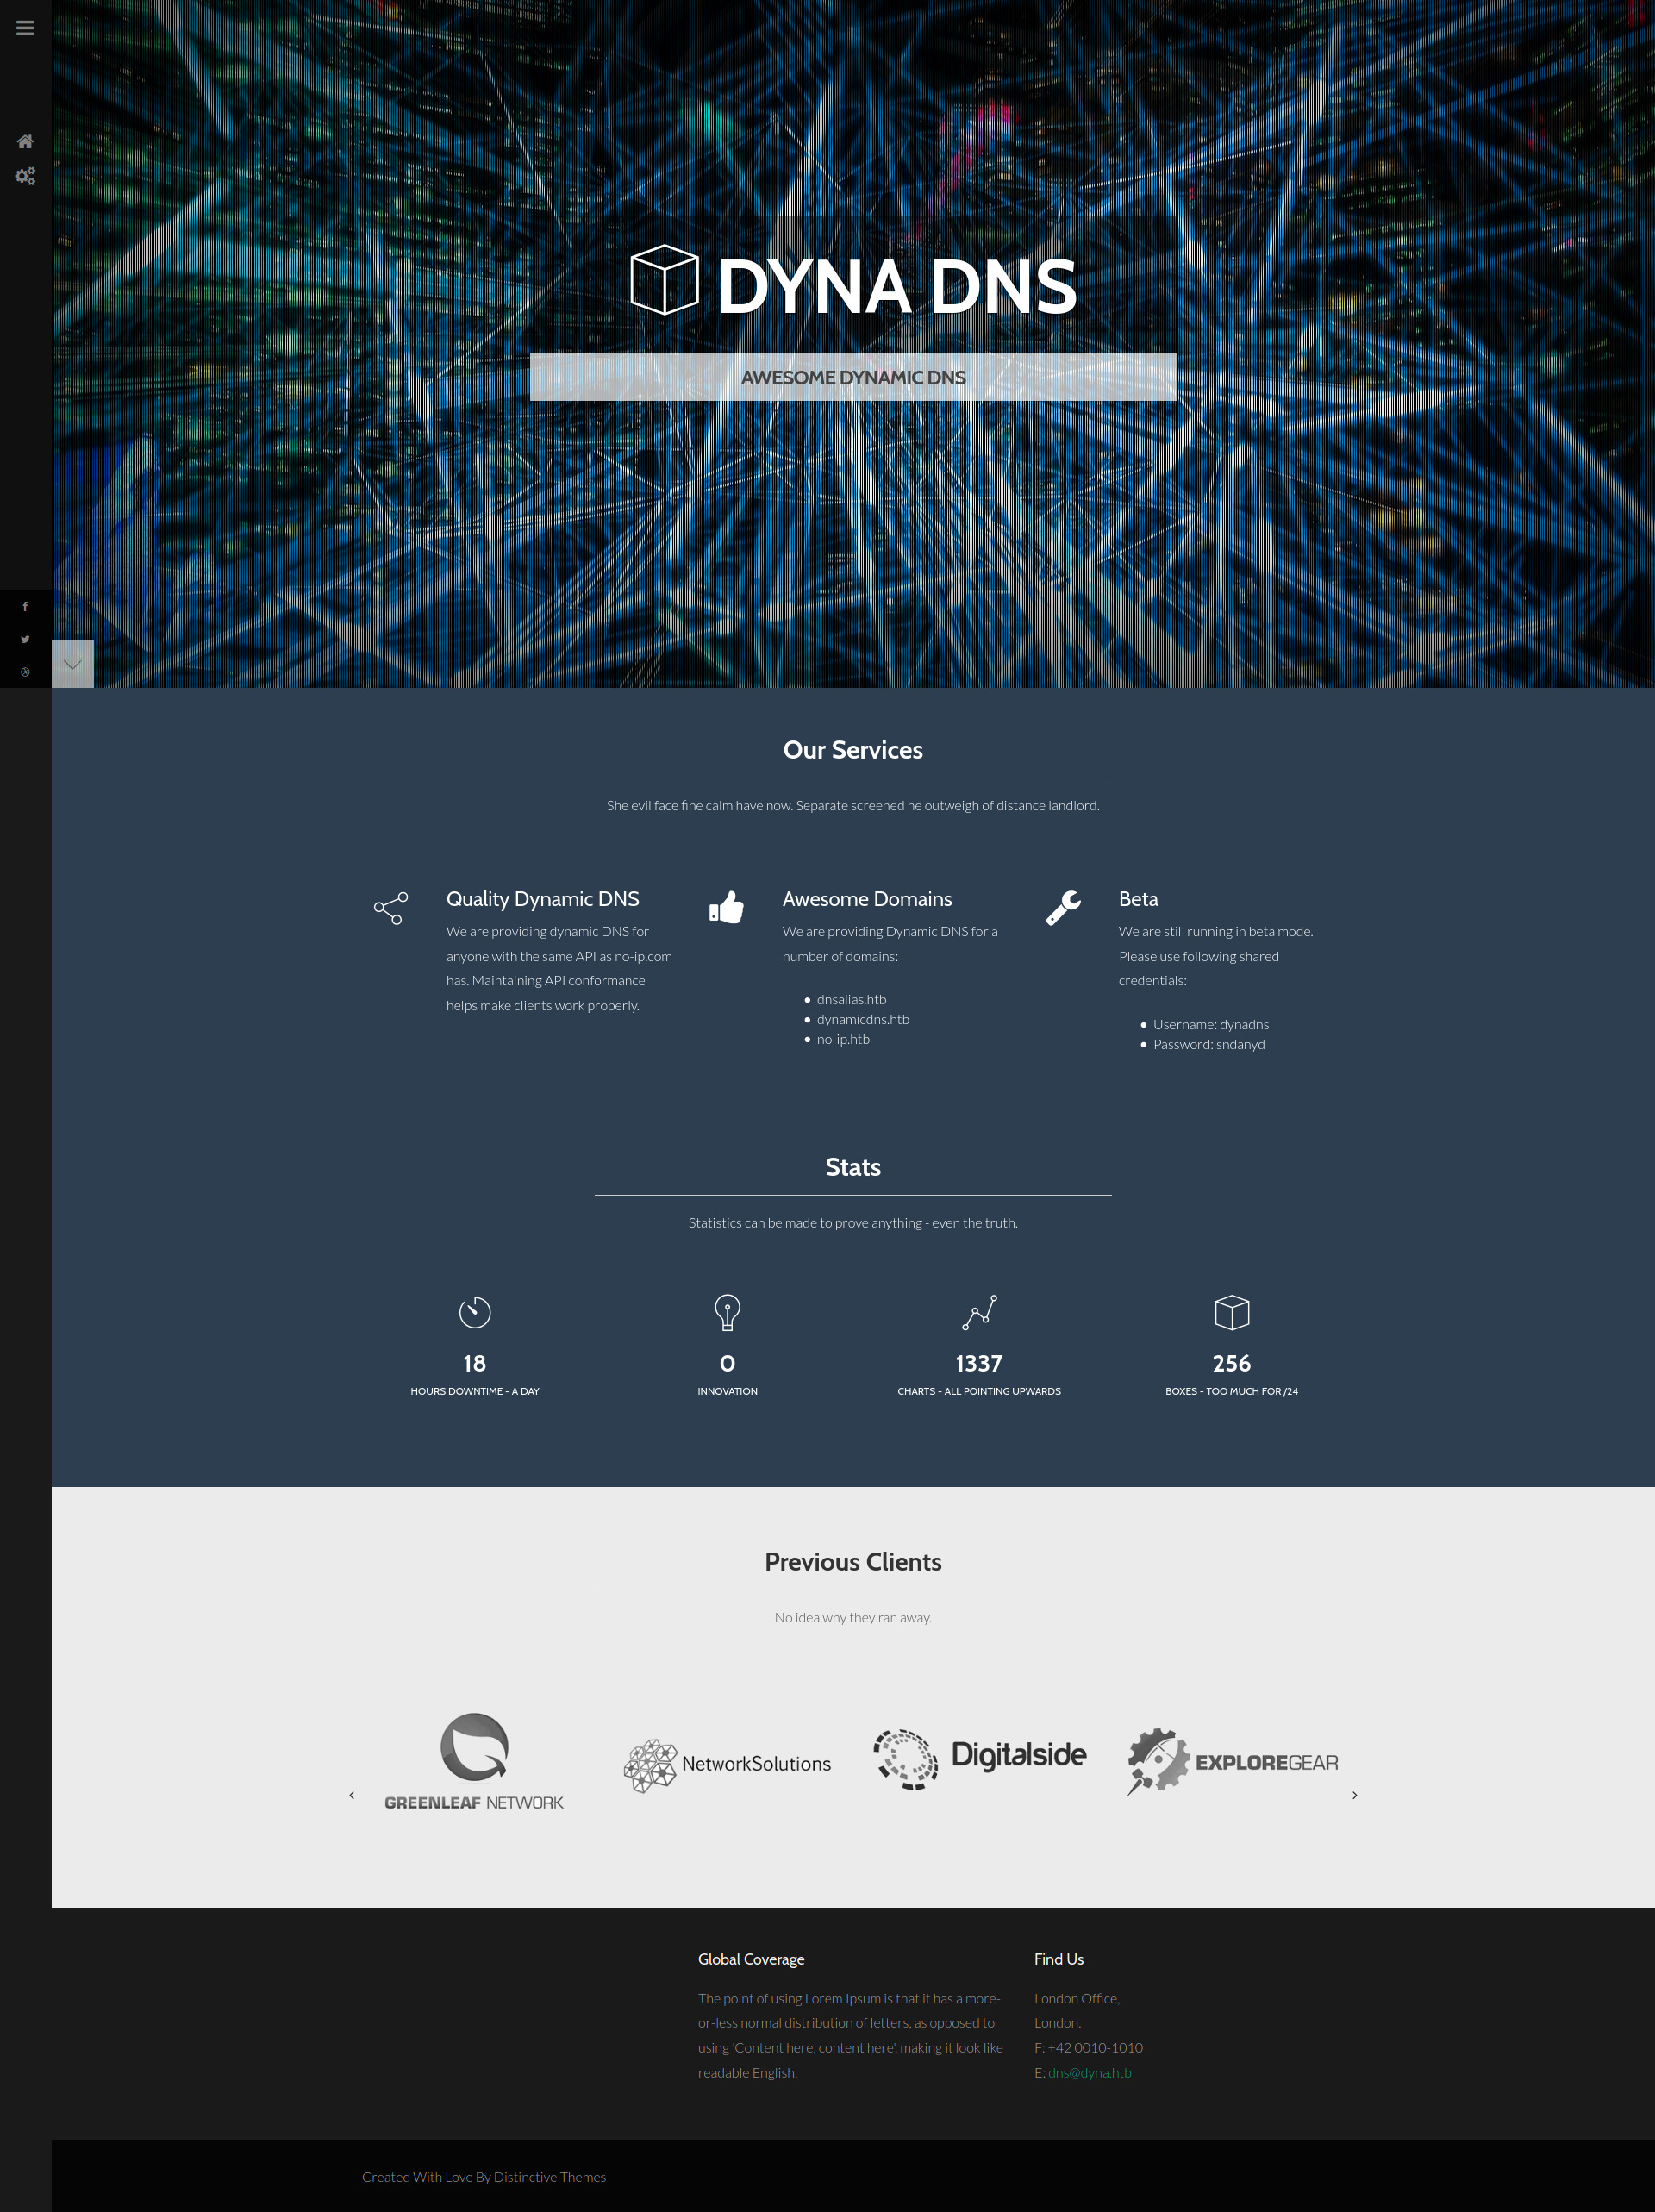 DYNA DNS
AWESOME DYNAMIC DNS
Our Services
She evil face fine calm have now. Separate screened he outweigh of distance landlord.
Quality Dynamic DNS
We are providing dynamic DNS for
anyone with the same API as no-ip.com
has. Maintaining API conformance
helps make clients work properly.
Awesome Domains
We are providing Dynamic DNS for a
number of domains:
dnsalias.htb
dynamicdns.htb
no-ip.htb
Beta
We are still running in beta mode.
Please use following shared
credentials:
Username: dynadns
Password: sndanyd
Stats
Statistics can be made to prove anything - even the truth.
18
HOURS DOWNTIME - A DAY
0
INNOVATION
1337
CHARTS - ALL POINTING UPWARDS
256
BOXES - TOO MUCH FOR /24
Previous Clients
No idea why they ran away.
GREENLEAF NETWORK
NetworkSolutions
Digitalside
EXPLOREGEAR
Global Coverage
The point of using Lorem Ipsum is that it has a more-
or-less normal distribution of letters, as opposed to
using 'Content here, content here', making it look like
readable English.
Find Us
London Office,
London.
F: +42 0010-1010
E: dns@dyna.htb
Created With Love By Distinctive Themes